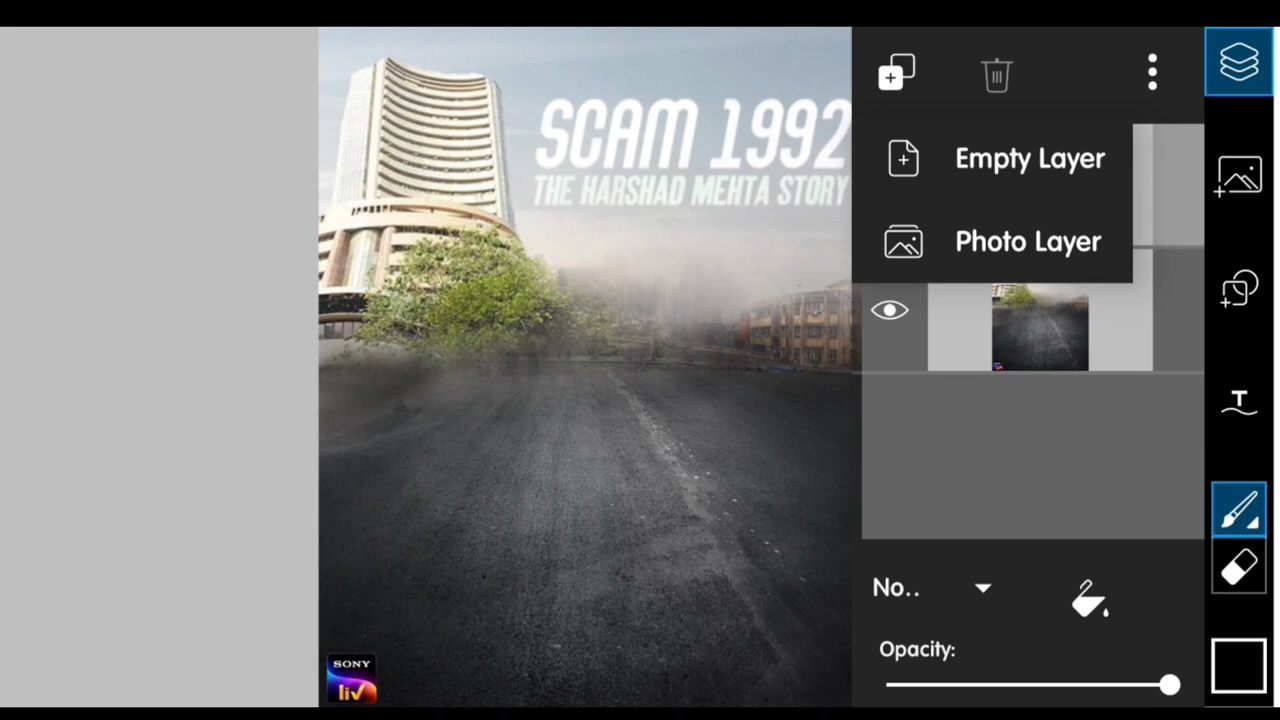 SCAM 1992
THE HARSHAD MEHTA STORY
SONY
liv
Empty Layer
Photo Layer
No..
Opacity:
T